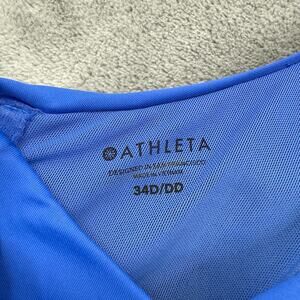 ATHLETA
DESIGNED IN SAN FRANCISCO
MADE IN VIETNAM
34D/DD